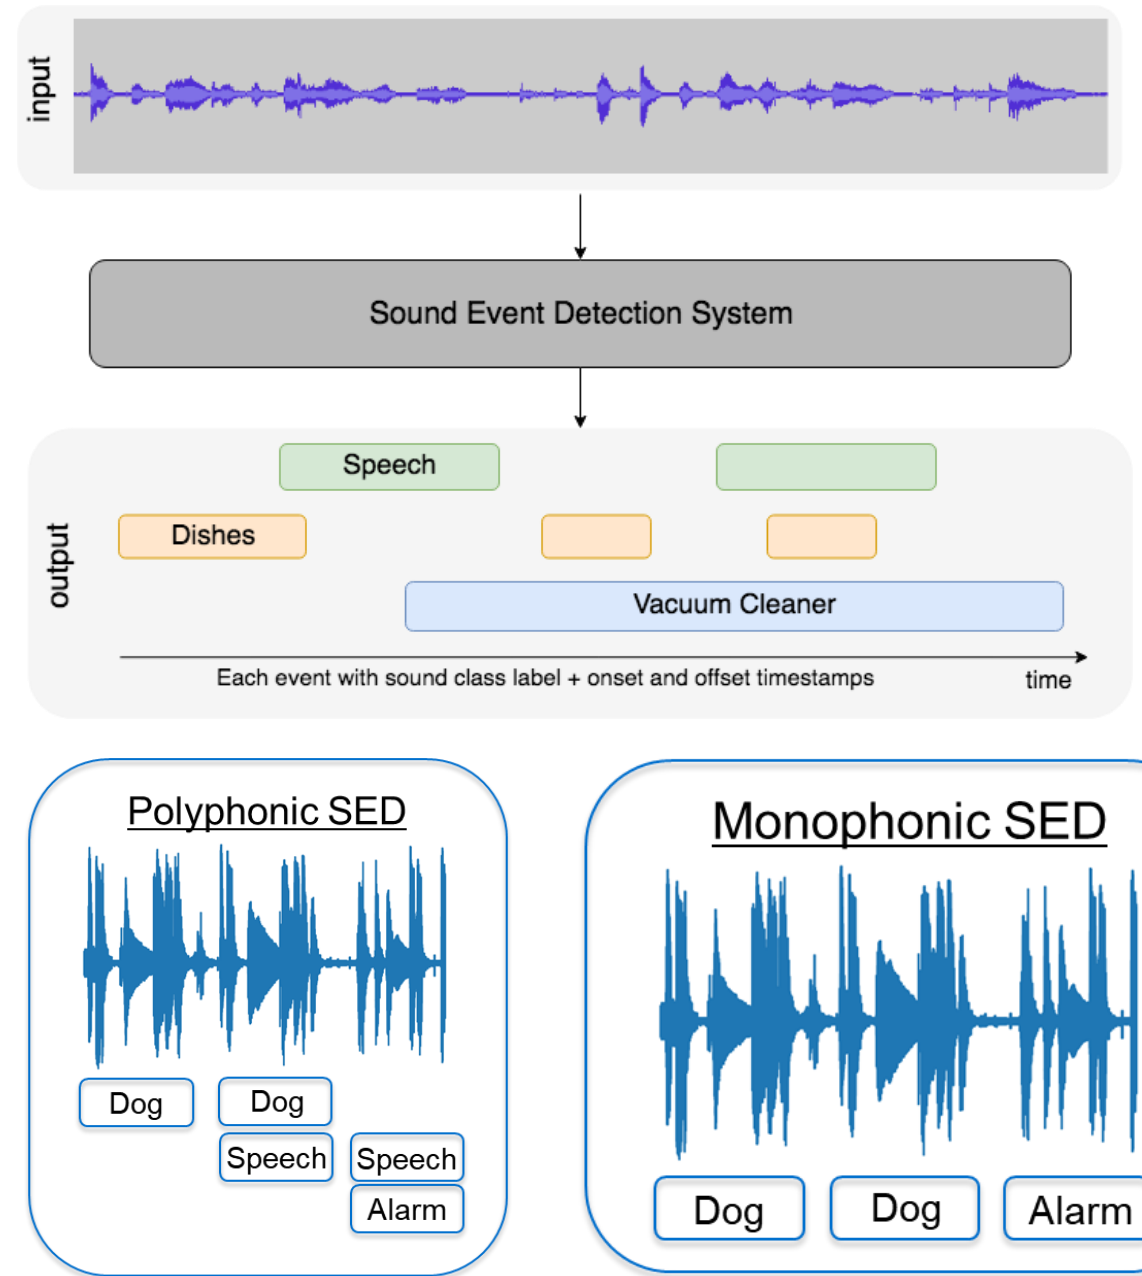 input
Sound Event Detection System
output
Speech
Dishes
Vacuum Cleaner
Each event with sound class label + onset and offset timestamps
time
Polyphonic SED
Dog
Dog
Speech
Speech
Alarm
Monophonic SED
Dog
Dog
Alarm